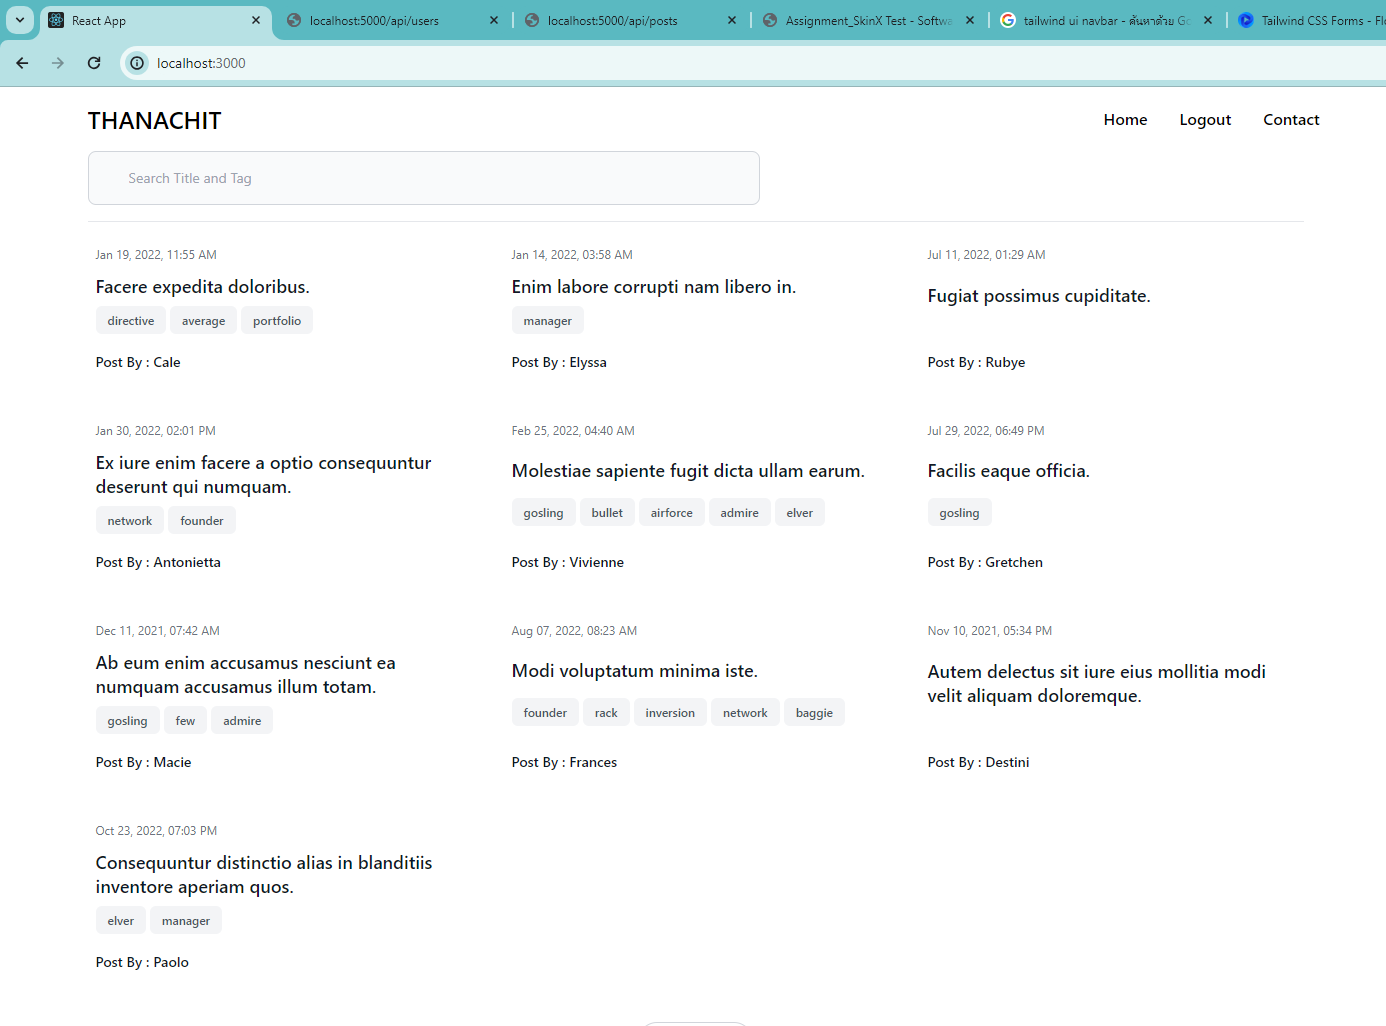 React App
localhost:5000/api/users
localhost:5000/api/posts
Assignment_SkinX Test - Softwa
tailwind ui navbar - ค้นหาด้วย Go
Tailwind CSS Forms - Flo
localhost:3000
THANACHIT
Home Logout Contact
Search Title and Tag
Jan 19, 2022, 11:55 AM
Facere expedita doloribus.
directive average portfolio
Post By : Cale
Jan 14, 2022, 03:58 AM
Enim labore corrupti nam libero in.
manager
Post By : Elyssa
Jul 11, 2022, 01:29 AM
Fugiat possimus cupiditate.
Post By : Rubye
Jan 30, 2022, 02:01 PM
Ex iure enim facere a optio consequuntur
deserunt qui numquam.
network founder
Post By : Antonietta
Feb 25, 2022, 04:40 AM
Molestiae sapiente fugit dicta ullam earum.
gosling bullet airforce admire elver
Post By : Vivienne
Jul 29, 2022, 06:49 PM
Facilis eaque officia.
gosling
Post By : Gretchen
Dec 11, 2021, 07:42 AM
Ab eum enim accusamus nesciunt ea
numquam accusamus illum totam.
gosling few admire
Post By : Macie
Aug 07, 2022, 08:23 AM
Modi voluptatum minima iste.
founder rack inversion network baggie
Post By : Frances
Nov 10, 2021, 05:34 PM
Autem delectus sit iure eius mollitia modi
velit aliquam doloremque.
Post By : Destini
Oct 23, 2022, 07:03 PM
Consequuntur distinctio alias in blanditiis
inventore aperiam quos.
elver manager
Post By : Paolo